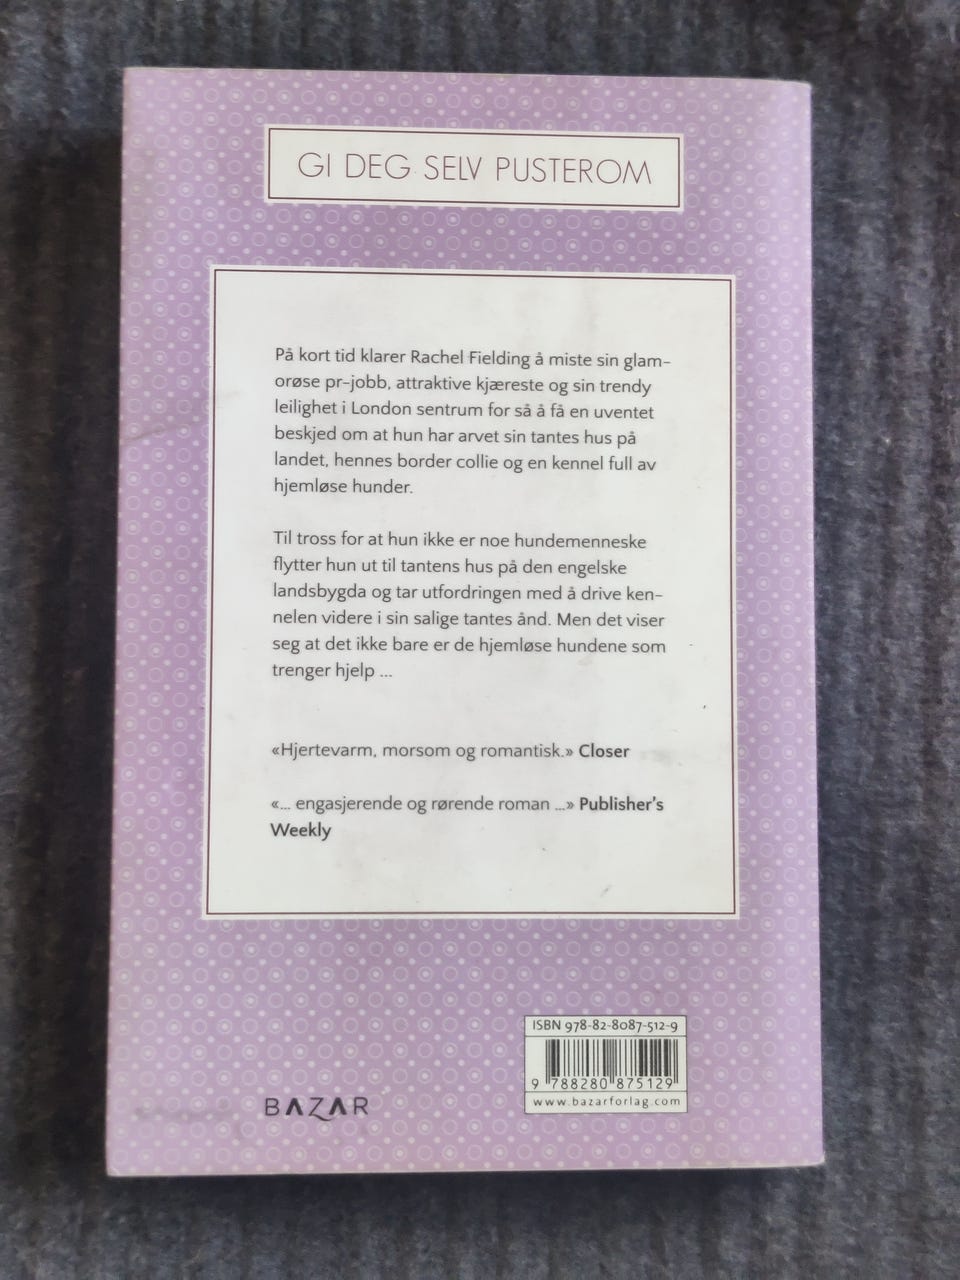 GI DEG SELV PUSTEROM
På kort tid klarer Rachel Fielding å miste sin glam-
orøse pr-jobb, attraktive kjæreste og sin trendy
leilighet i London sentrum for så å få en uventet
beskjed om at hun har arvet sin tantes hus på
landet, hennes border collie og en kennel full av
hjemløse hunder.
Til tross for at hun ikke er noe hundemenneske
flytter hun ut til tantens hus på den engelske
landsbygda og tar utfordringen med å drive ken-
nelen videre i sin salige tantes ånd. Men det viser
seg at det ikke bare er de hjemløse hundene som
trenger hjelp ...
«Hjertevarm, morsom og romantisk.» Closer
«... engasjerende og rørende roman ...» Publisher's
Weekly
ISBN 978-82-8087-512-9
9 788280 875129
www.bazarforlag.com
BAZAR